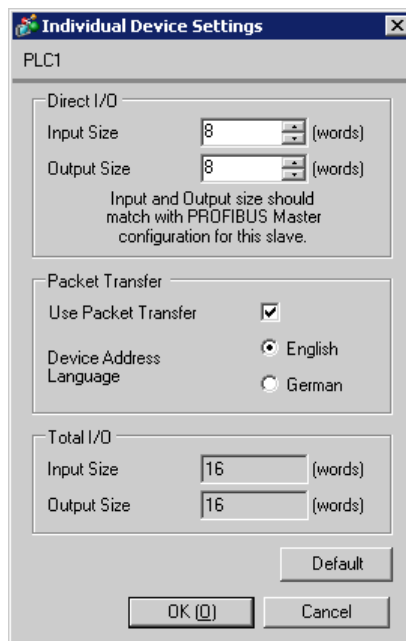 Individual Device Settings
PLC1
Direct I/O
Input Size 8 (words)
Output Size 8 (words)
Input and Output size should
match with PROFIBUS Master
configuration for this slave.
Packet Transfer
Use Packet Transfer
Device Address
Language
English
German
Total I/O
Input Size 16 (words)
Output Size 16 (words)
Default
OK (O) Cancel